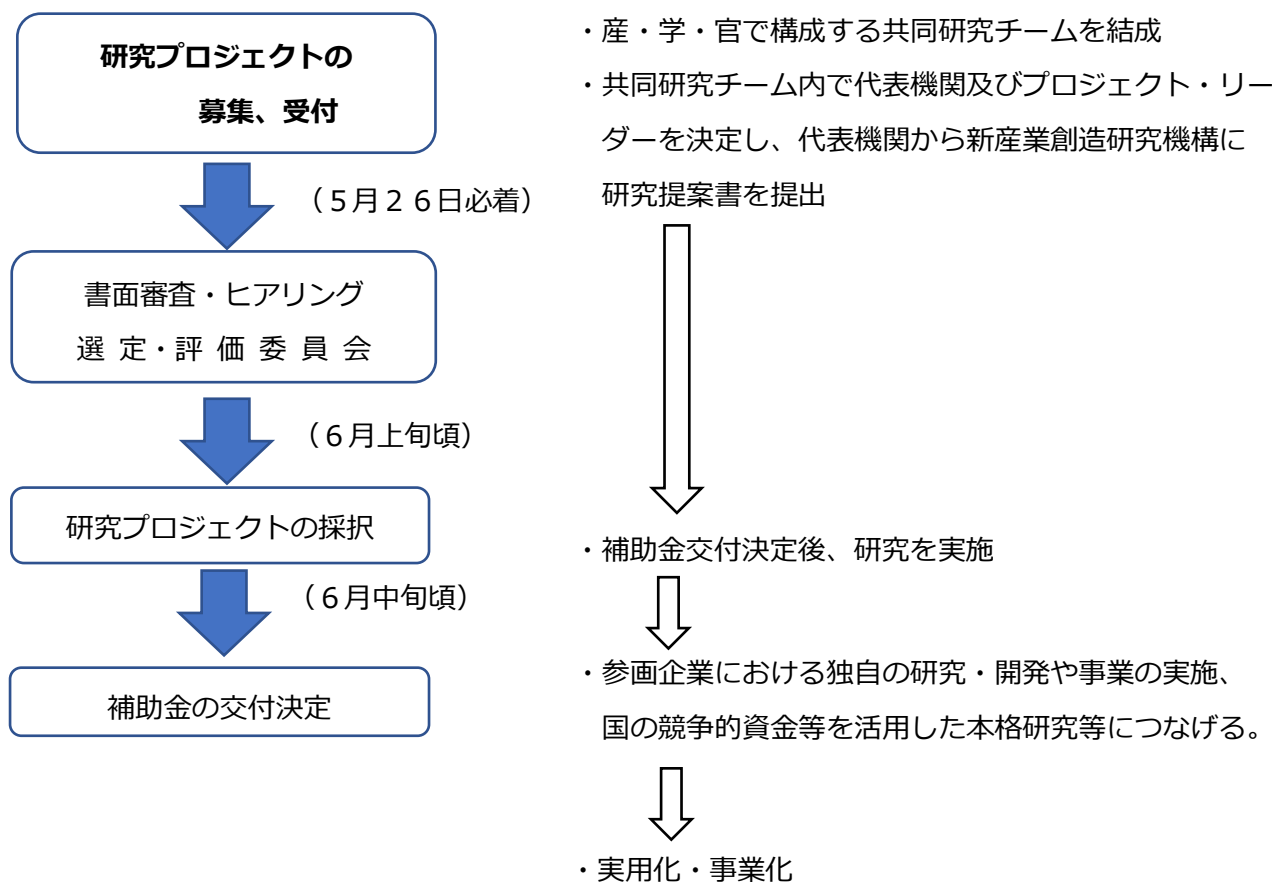 研究プロジェクトの
募集、受付
（５月２６日必着）
書面審査・ヒアリング
選 定・評 価 委 員 会
（６月上旬頃）
研究プロジェクトの採択
（６月中旬頃）
補助金の交付決定
・産・学・官で構成する共同研究チームを結成
・共同研究チーム内で代表機関及びプロジェクト・リー
ダーを決定し、代表機関から新産業創造研究機構に
研究提案書を提出
・補助金交付決定後、研究を実施
・参画企業における独自の研究・開発や事業の実施、
国の競争的資金等を活用した本格研究等につなげる。
・実用化・事業化